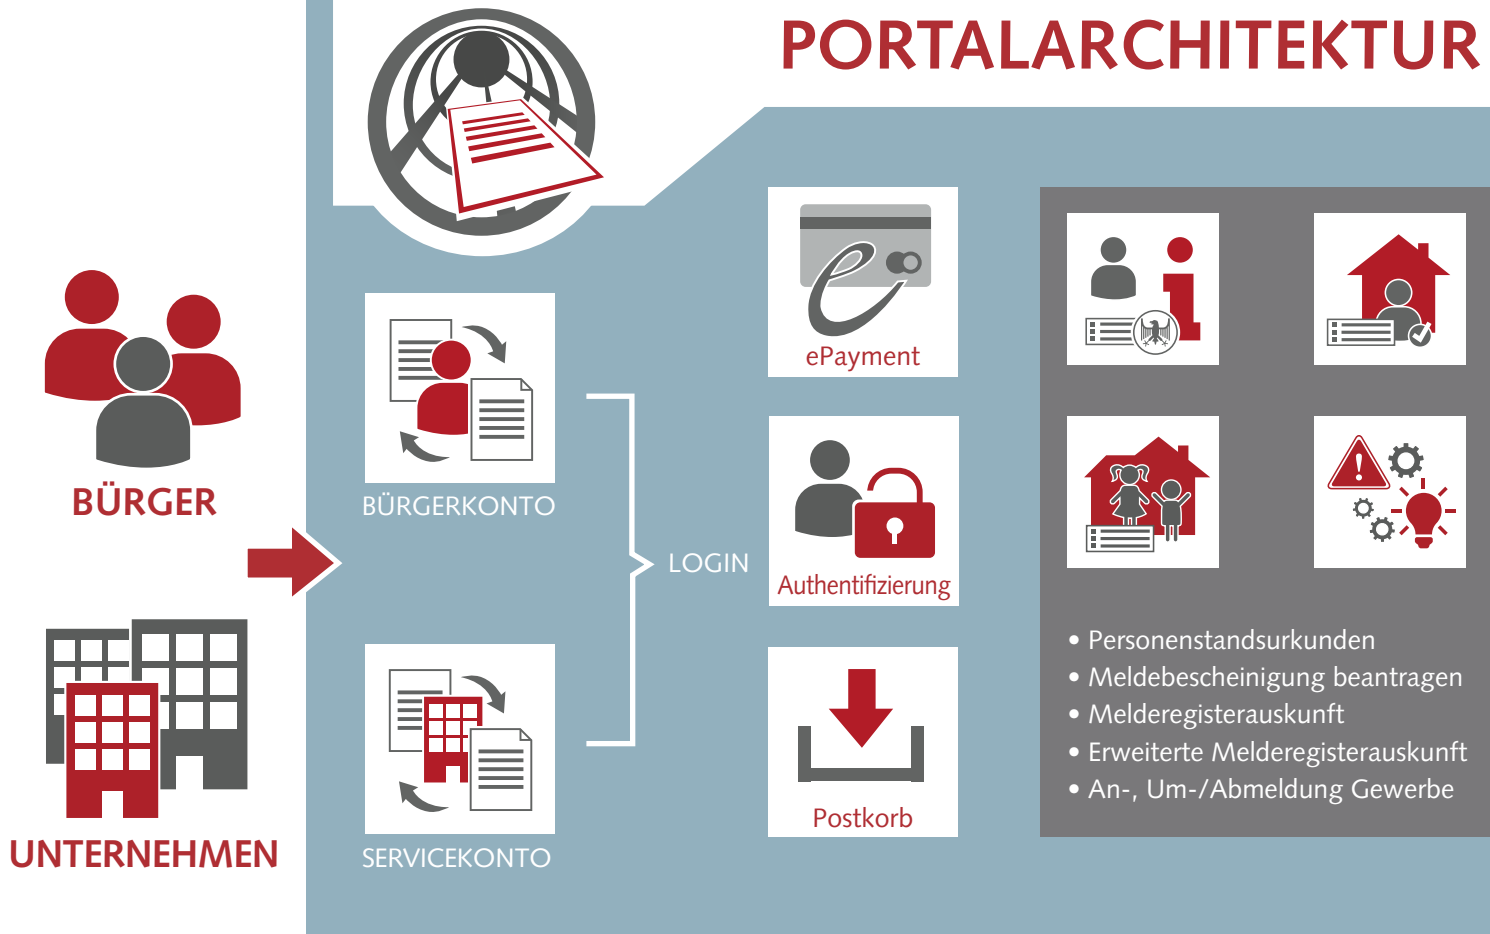 PORTALARCHITEKTUR
BÜRGER
UNTERNEHMEN
BÜRGERKONTO
SERVICEKONTO
LOGIN
ePayment
Authentifizierung
Postkorb
• Personenstandsurkunden
• Meldebescheinigung beantragen
• Melderegisterauskunft
• Erweiterte Melderegisterauskunft
• An-, Um-/Abmeldung Gewerbe